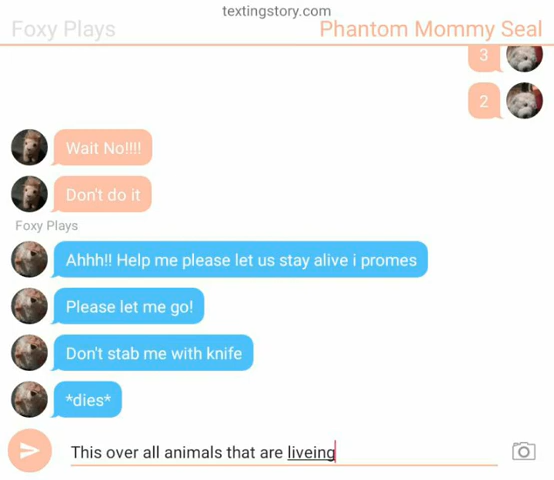 textingstory.com
Foxy Plays
Phantom Mommy Seal
3
2
Wait No!!!!
Don't do it
Foxy Plays
Ahhh!! Help me please let us stay alive i promes
Please let me go!
Don't stab me with knife
*dies*
This over all animals that are liveing